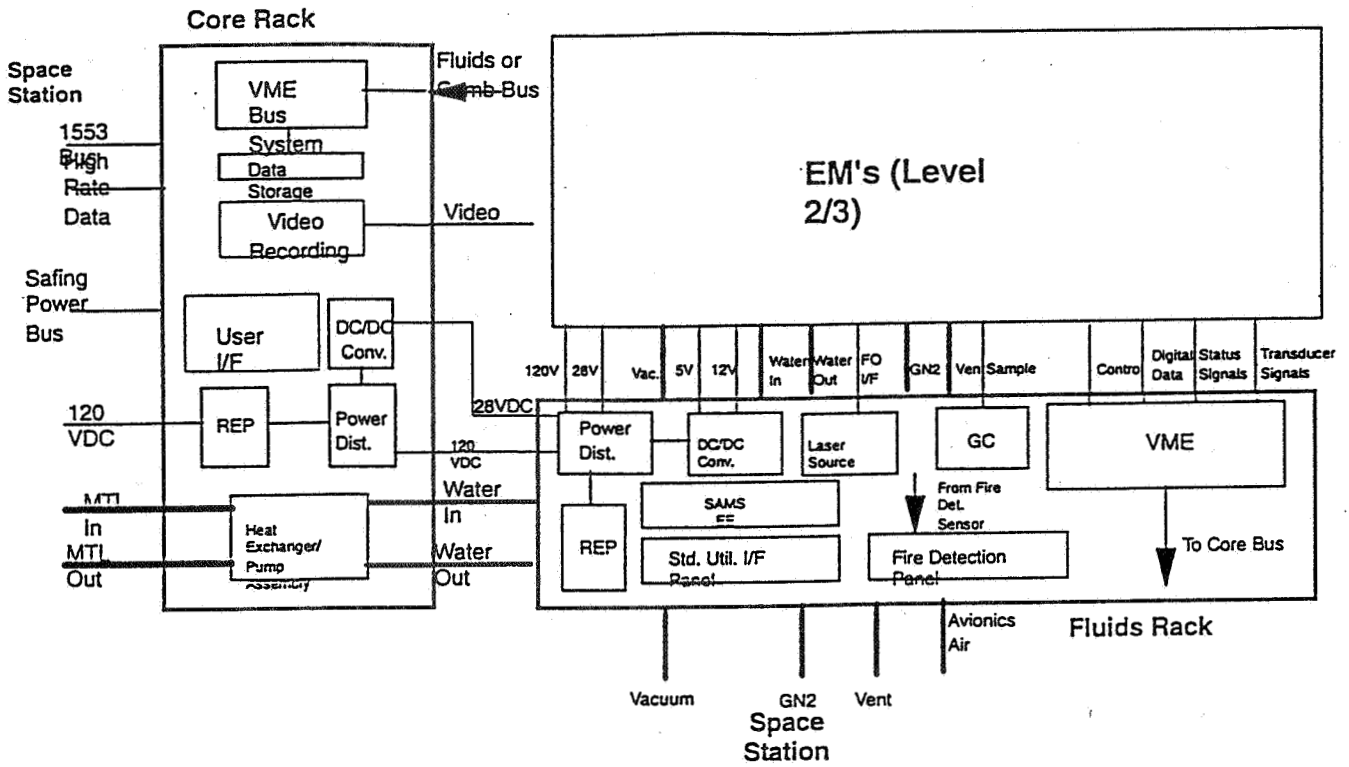 Core Rack
Space
Station
1553
Bus
High
Rate
Data
Safing
Power
Bus
120
VDC
MTL
In
MTL
Out
VME
Bus
System
Data
Storage
Video
Recording
User
I/F
DC/DC
Conv.
REP
Power
Dist.
Heat
Exchanger/
Pump
Assembly
Fluids or
Comb Bus
Video
28VDC
120
VDC
Water
In
Water
Out
EM's (Level
2/3)
120V
28V
Vac.
5V
12V
Water
In
Water
Out
FO
I/F
GN2
Ven
Sample
Contro
Digital
Data
Status
Signals
Transducer
Signals
Power
Dist.
DC/DC
Conv.
Laser
Source
GC
VME
REP
SAMS
Std. Util. I/F
Panel
From Fire
Det.
Sensor
Fire Detection
Panel
To Core Bus
Fluids Rack
Vacuum
GN2
Vent
Avionics
Air
Space
Station